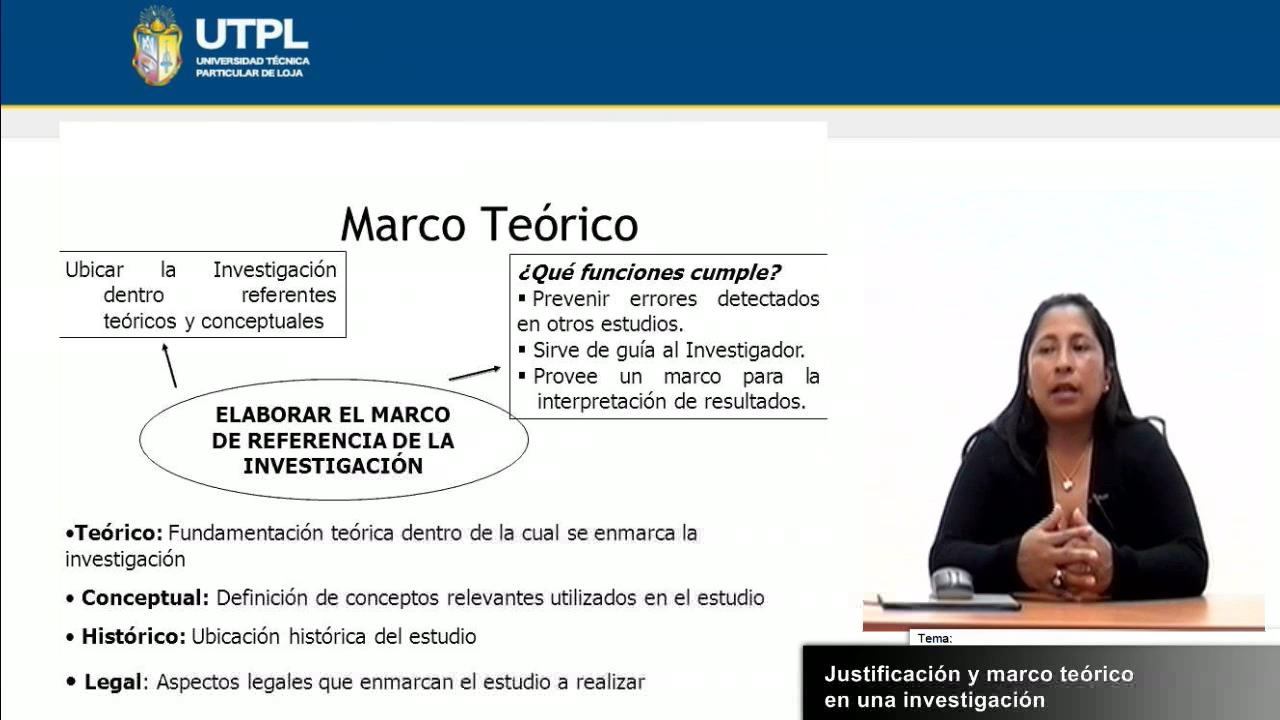 UTPL
UNIVERSIDAD TÉCNICA
PARTICULAR DE LOJA
Marco Teórico
Ubicar la Investigación
dentro referentes
teóricos y conceptuales
¿Qué funciones cumple?
▪ Prevenir errores detectados
en otros estudios.
▪ Sirve de guía al Investigador.
▪ Provee un marco para la
interpretación de resultados.
ELABORAR EL MARCO
DE REFERENCIA DE LA
INVESTIGACIÓN
•Teórico: Fundamentación teórica dentro de la cual se enmarca la
investigación
• Conceptual: Definición de conceptos relevantes utilizados en el estudio
• Histórico: Ubicación histórica del estudio
• Legal: Aspectos legales que enmarcan el estudio a realizar
Tema:
Justificación y marco teórico
en una investigación